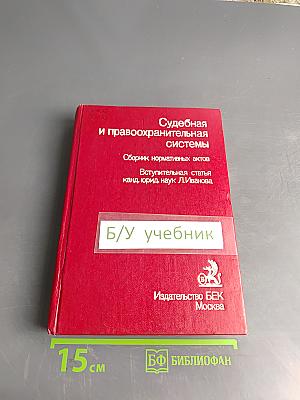 Судебная
и правоохранительная
системы
Сборник нормативных актов
Вступительная статья
канд. юрид. наук Л.Иванова
Б/У учебник
Издательство БЕК
Москва
15 см
БФ БИБЛИОФАН